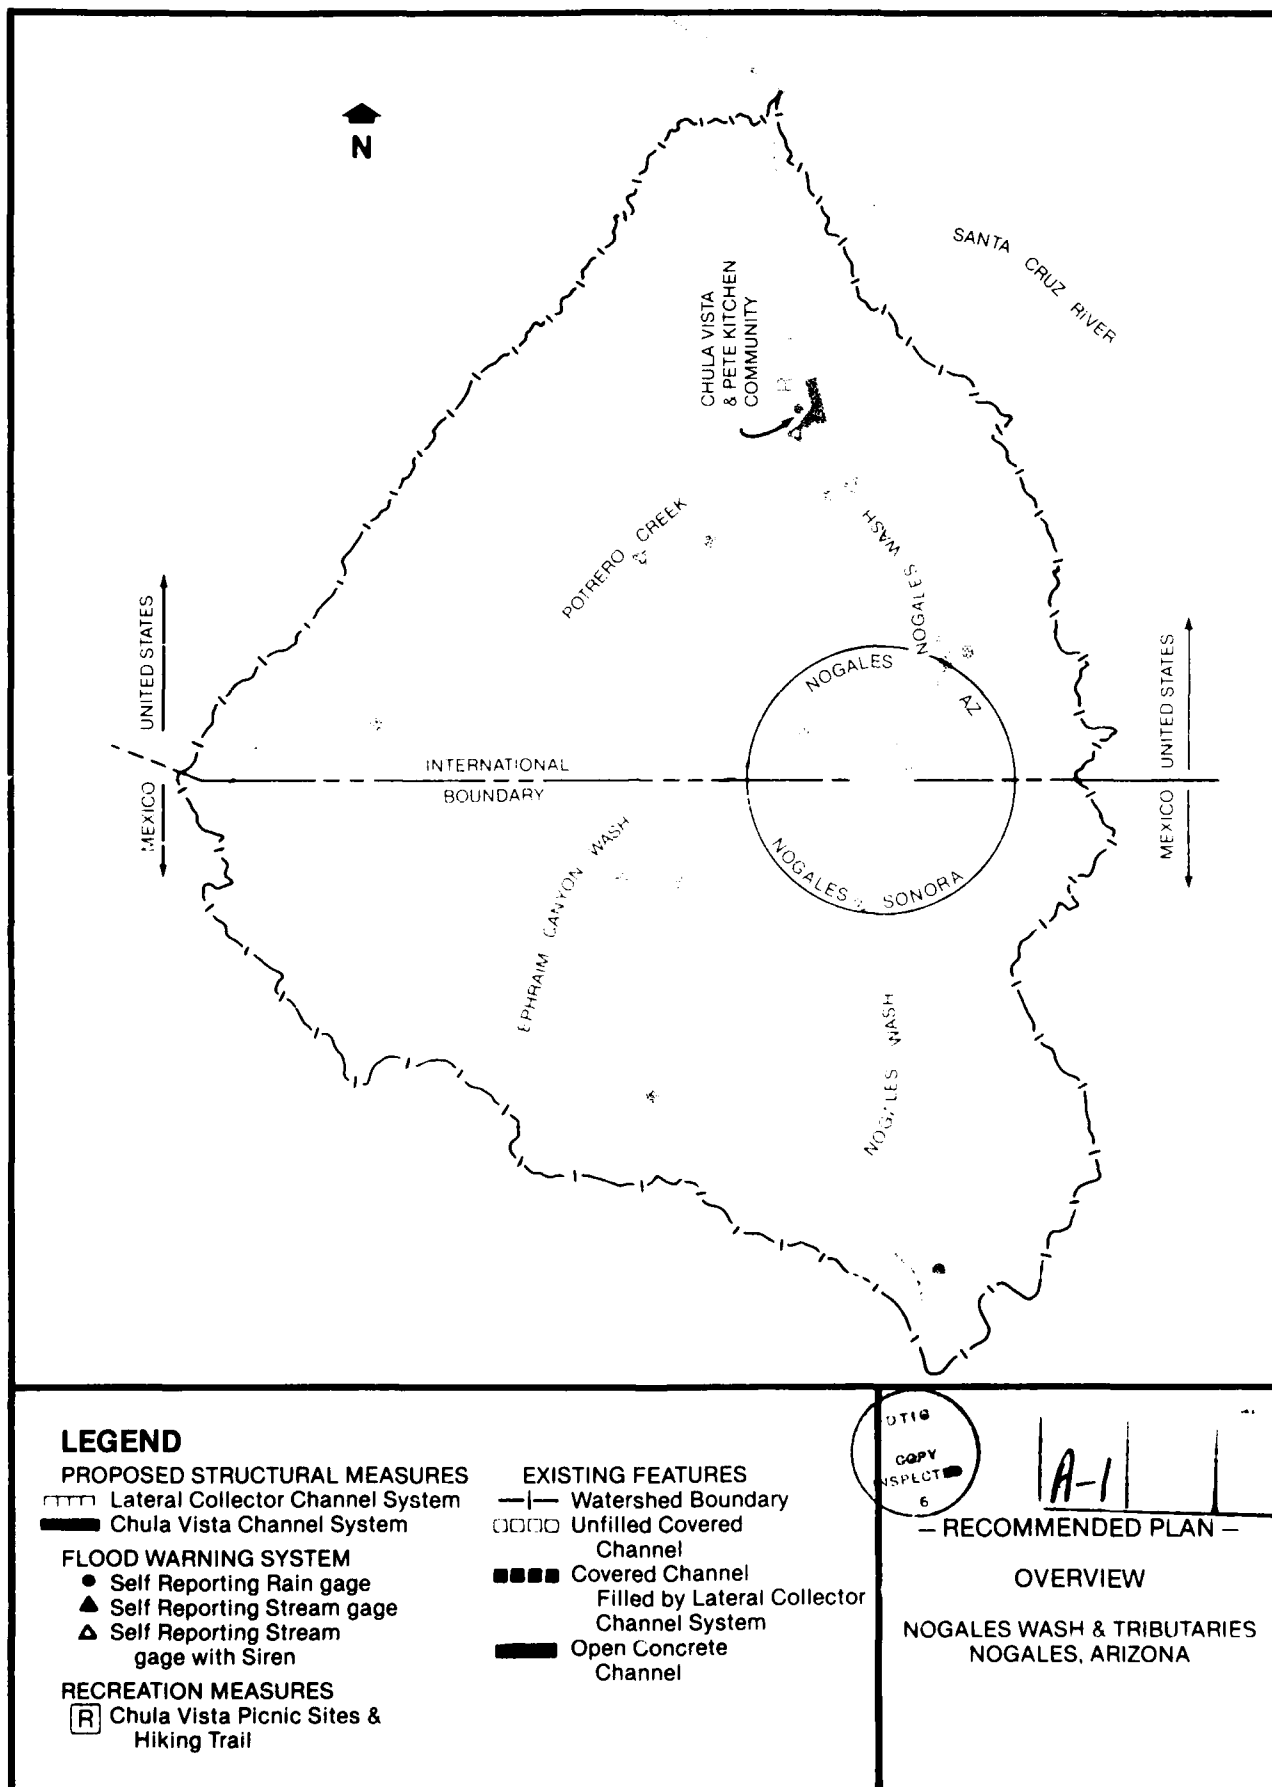 N
SANTA CRUZ RIVER
CHULA VISTA
& PETE KITCHEN
COMMUNITY
R
POTRERO CREEK
NOGALES WASH
UNITED STATES
MEXICO
UNITED STATES
MEXICO
NOGALES AZ
INTERNATIONAL
BOUNDARY
NOGALES SONORA
EPHRAIM CANYON WASH
NOGALES WASH
LEGEND
PROPOSED STRUCTURAL MEASURES
Lateral Collector Channel System
Chula Vista Channel System
FLOOD WARNING SYSTEM
Self Reporting Rain gage
Self Reporting Stream gage
Self Reporting Stream
gage with Siren
RECREATION MEASURES
R Chula Vista Picnic Sites &
Hiking Trail
EXISTING FEATURES
Watershed Boundary
Unfilled Covered
Channel
Covered Channel
Filled by Lateral Collector
Channel System
Open Concrete
Channel
DTIC
COPY
INSPECTED
6
A-1
– RECOMMENDED PLAN –
OVERVIEW
NOGALES WASH & TRIBUTARIES
NOGALES, ARIZONA